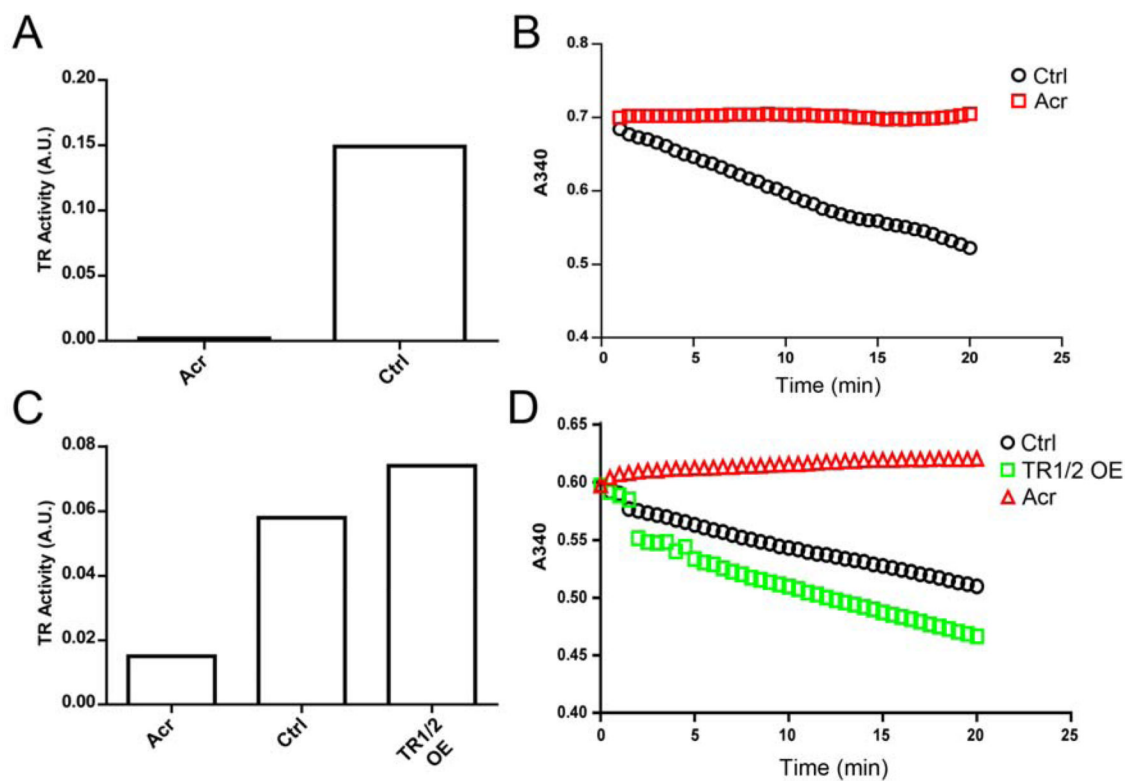 A
TR Activity (A.U.)
0.20
0.15
0.10
0.05
0.00
Acr
Ctrl
B
A340
0.8
0.7
0.6
0.5
0.4
0
5
10
15
20
25
Time (min)
Ctrl
Acr
C
TR Activity (A.U.)
0.08
0.06
0.04
0.02
0.00
Acr
Ctrl
TR1/2
OE
D
A340
0.65
0.60
0.55
0.50
0.45
0.40
0
5
10
15
20
25
Time (min)
Ctrl
TR1/2 OE
Acr